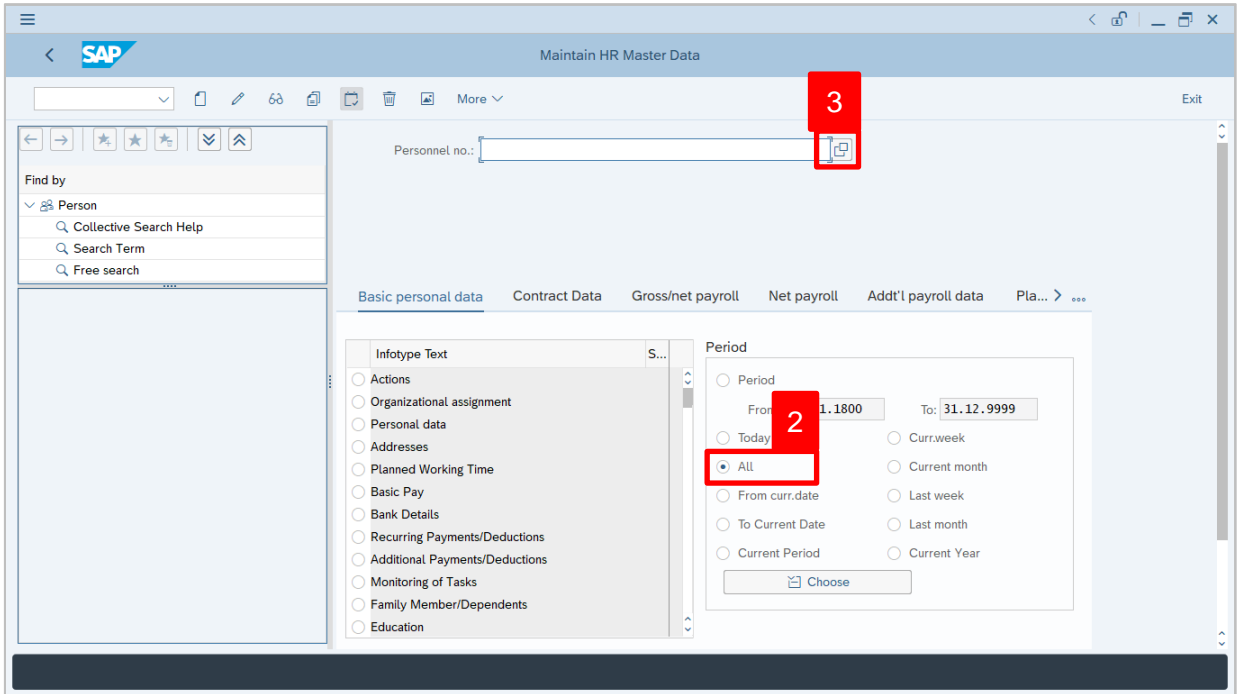 SAP
Maintain HR Master Data
More
Exit
3
Personnel no.:
Find by
Person
Collective Search Help
Search Term
Free search
Basic personal data Contract Data Gross/net payroll Net payroll Addt'l payroll data Pla...
Infotype Text S...
Actions
Organizational assignment
Personal data
Addresses
Planned Working Time
Basic Pay
Bank Details
Recurring Payments/Deductions
Additional Payments/Deductions
Monitoring of Tasks
Family Member/Dependents
Education
Period
Period
1.1800 To: 31.12.9999
2
Today Curr.week
All Current month
From curr.date Last week
To Current Date Last month
Current Period Current Year
Choose